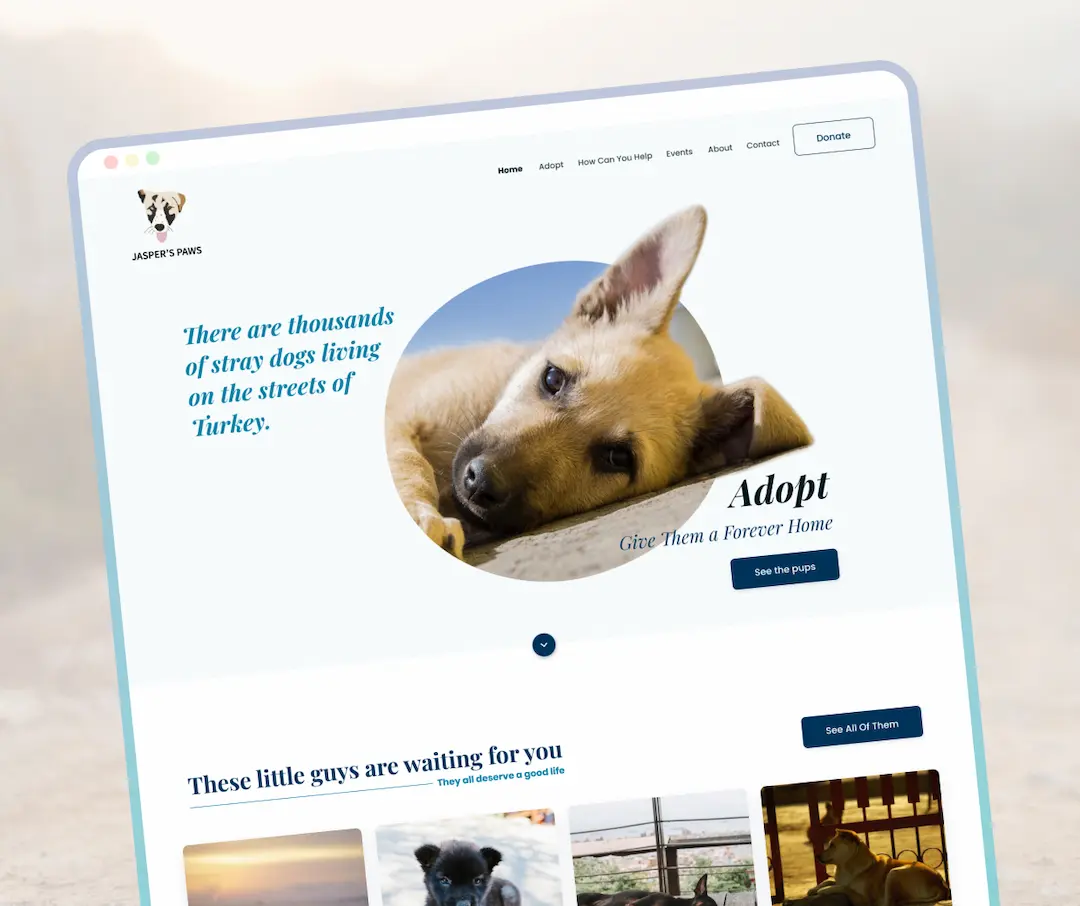 Home Adopt How Can You Help Events About Contact Donate
JASPER'S PAWS
There are thousands
of stray dogs living
on the streets of
Turkey.
Adopt
Give Them a Forever Home
See the pups
See All Of Them
These little guys are waiting for you
They all deserve a good life